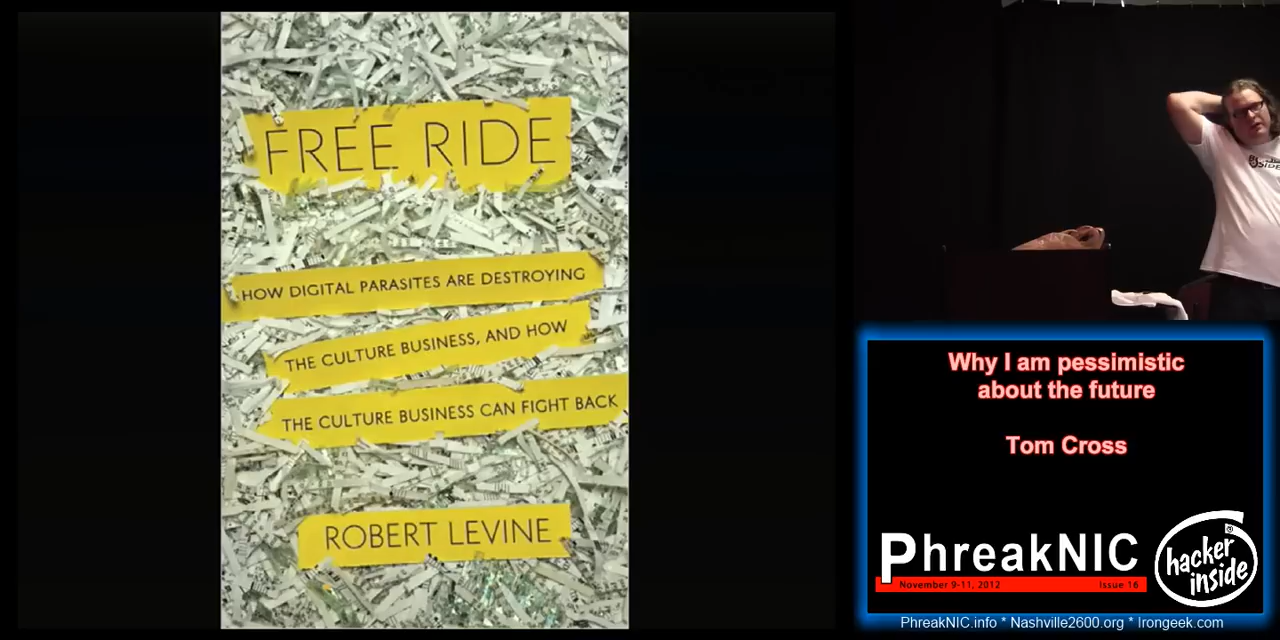 FREE RIDE
HOW DIGITAL PARASITES ARE DESTROYING
THE CULTURE BUSINESS, AND HOW
THE CULTURE BUSINESS CAN FIGHT BACK
ROBERT LEVINE
Why I am pessimistic
about the future
Tom Cross
PhreakNIC
November 9-11, 2012 Issue 16
hacker
inside
PhreakNIC.info * Nashville2600.org * Irongeek.com